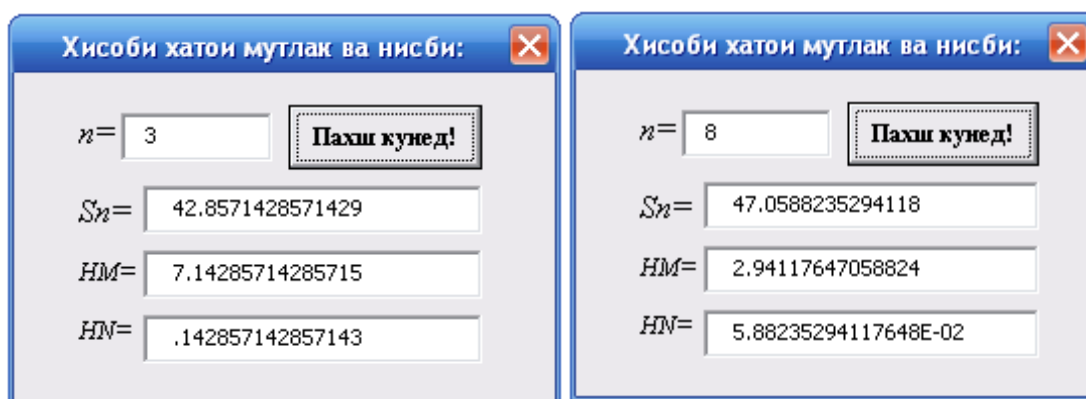 Хисоби хатои мутлак ва нисби:
n= 3 Пахш кунед!
Sn= 42.8571428571429
HM= 7.14285714285715
HN= .142857142857143
Хисоби хатои мутлак ва нисби:
n= 8 Пахш кунед!
Sn= 47.0588235294118
HM= 2.94117647058824
HN= 5.88235294117648E-02